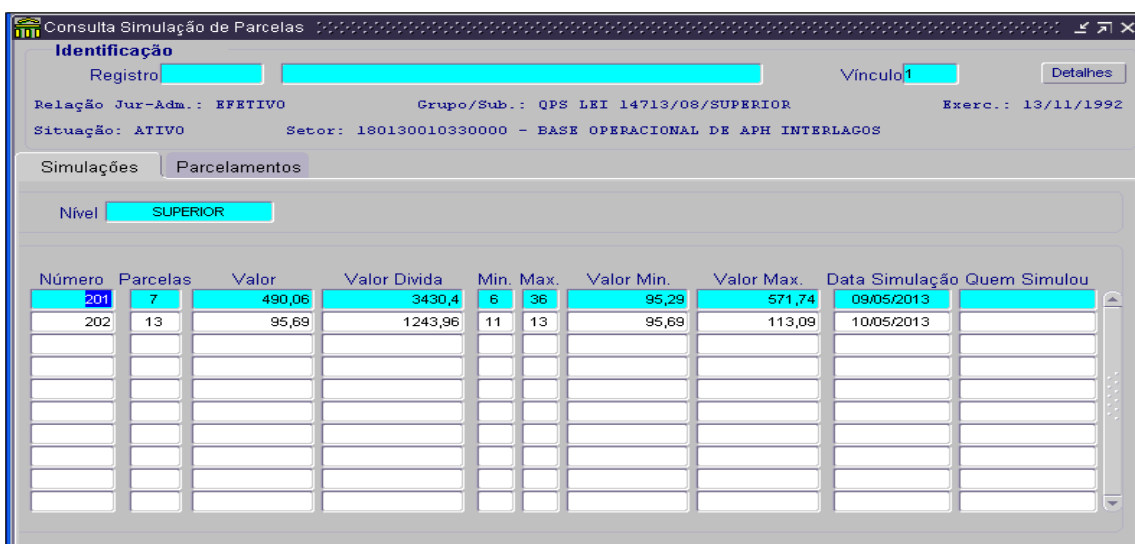 Consulta Simulação de Parcelas
Identificação
Registro Vínculo 1 Detalhes
Relação Jur-Adm.: EFETIVO Grupo/Sub.: QPS LEI 14713/08/SUPERIOR Exerc.: 13/11/1992
Situação: ATIVO Setor: 180130010330000 - BASE OPERACIONAL DE APH INTERLAGOS
Simulações Parcelamentos
Nível SUPERIOR
Número Parcelas Valor Valor Divida Min. Max. Valor Min. Valor Max. Data Simulação Quem Simulou
201 7 490,06 3430,4 6 36 95,29 571,74 09/05/2013
202 13 95,69 1243,96 11 13 95,69 113,09 10/05/2013